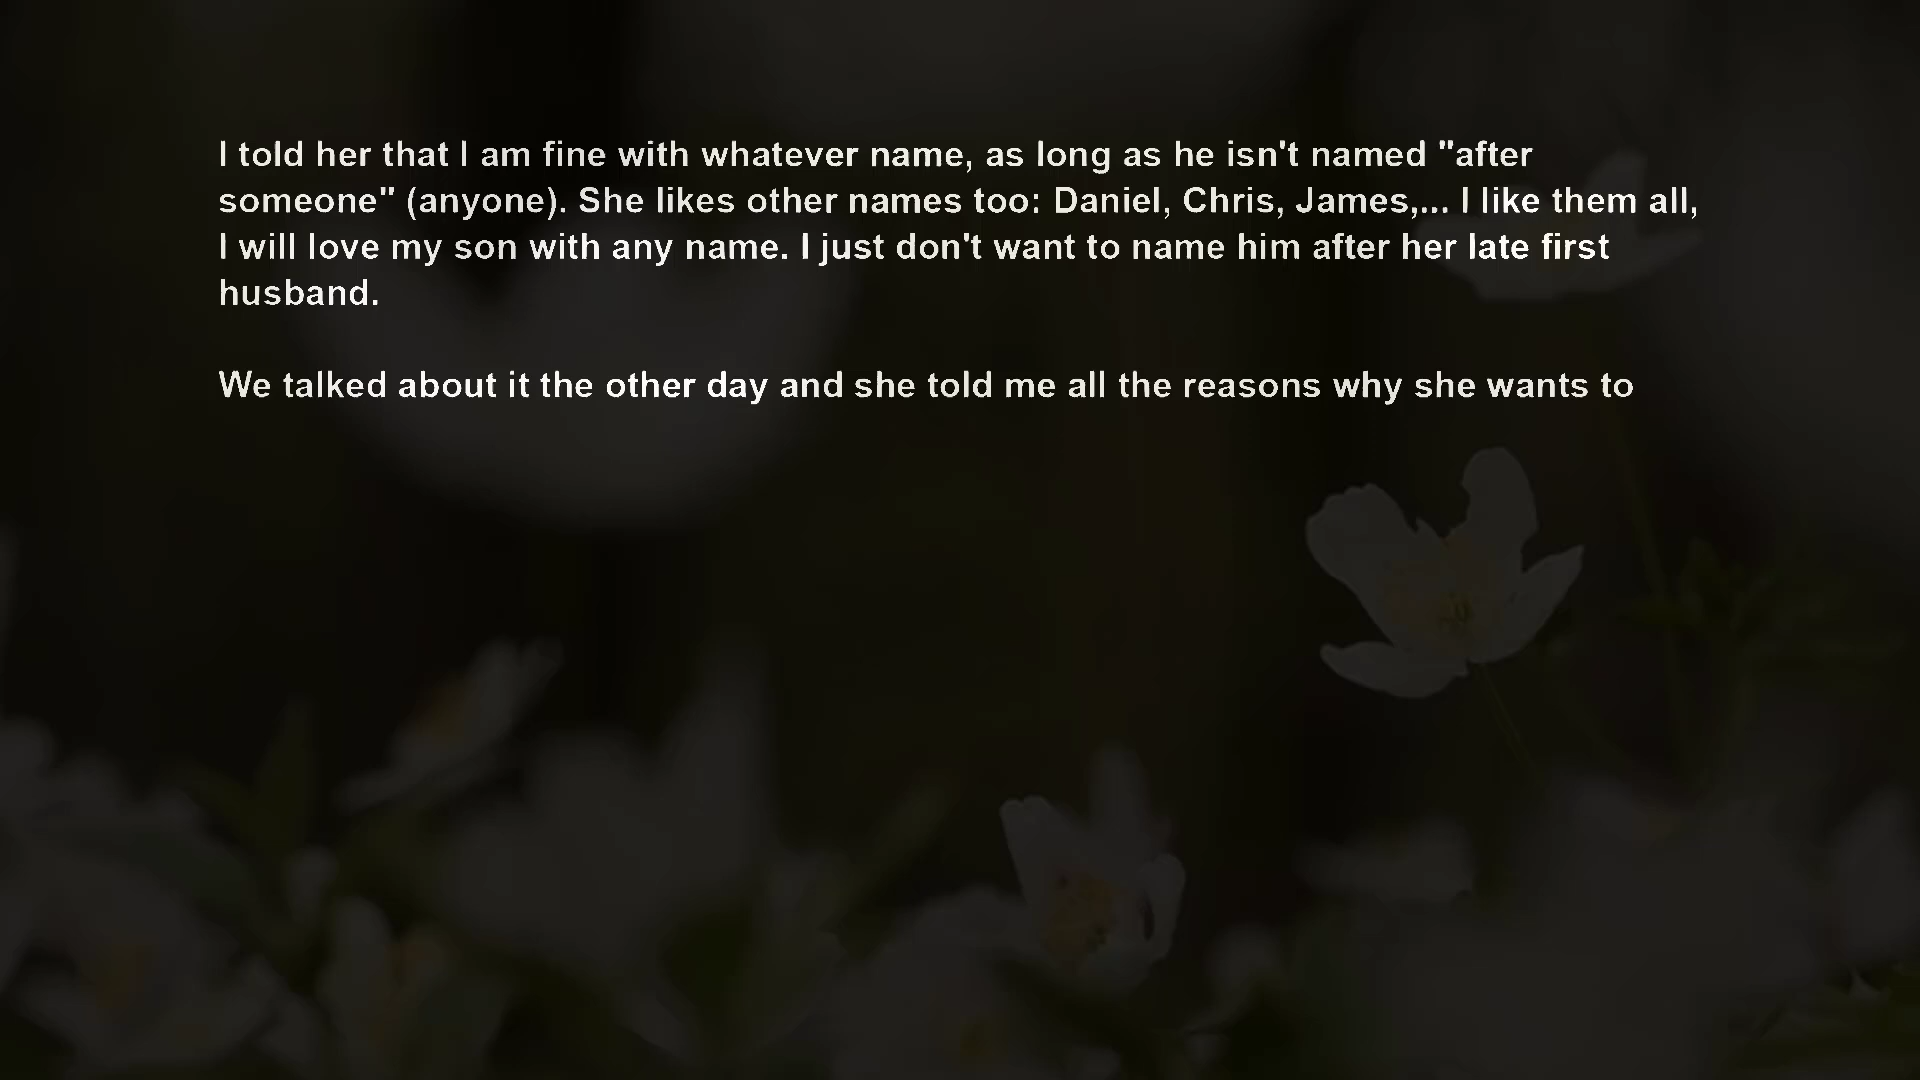 I told her that I am fine with whatever name, as long as he isn't named "after
someone" (anyone). She likes other names too: Daniel, Chris, James,... I like them all,
I will love my son with any name. I just don't want to name him after her late first
husband.
We talked about it the other day and she told me all the reasons why she wants to